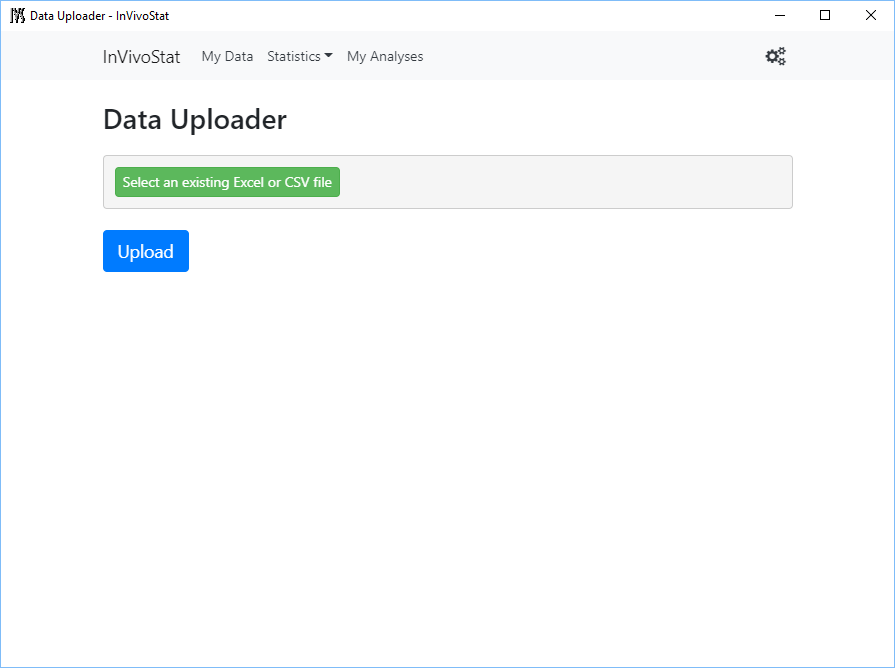 Data Uploader - InVivoStat
InVivoStat My Data Statistics My Analyses
Data Uploader
Select an existing Excel or CSV file
Upload